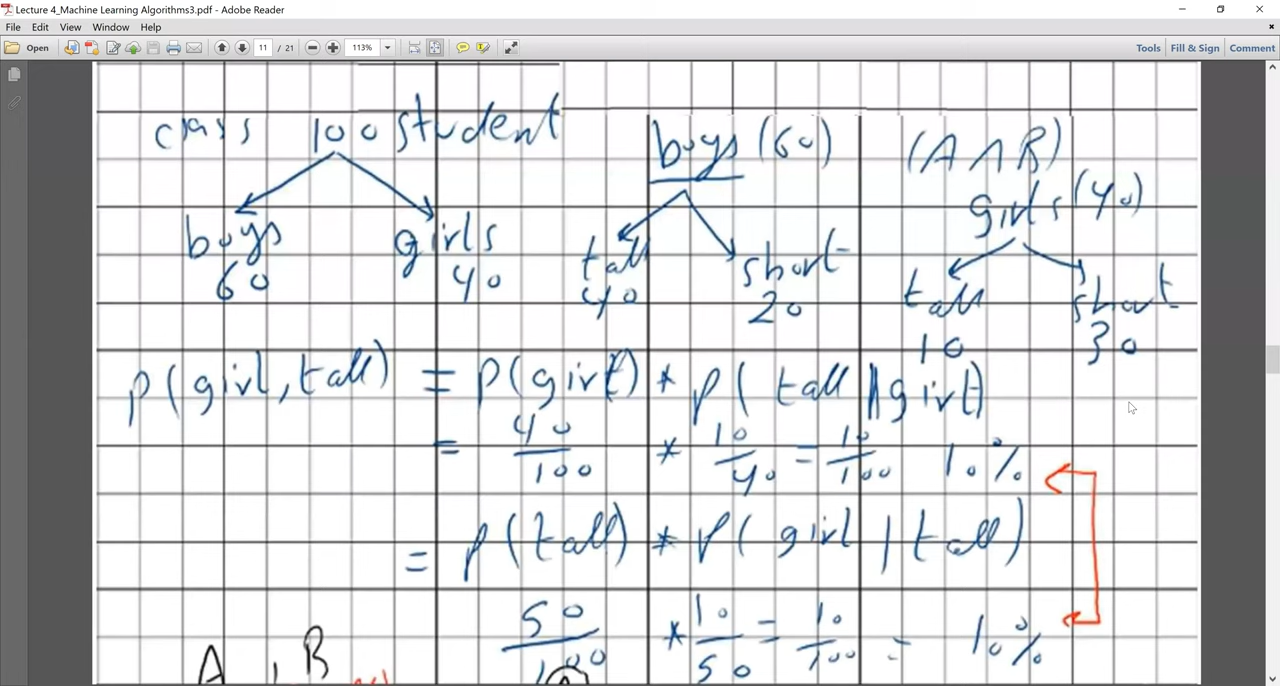 Lecture 4_Machine Learning Algorithms3.pdf - Adobe Reader
File Edit View Window Help
Open 11 / 21 113% Tools Fill & Sign Comment
class 100 student
boys 60 girls 40
boys (60)
tall 40 short 20
(A ∩ B)
girls (40)
tall 10 short 30
P(girl, tall) = P(girl) * P(tall | girl)
= 40/100 * 10/40 = 10/100 10%
= P(tall) * P(girl | tall)
50/100 * 10/50 = 10/100 = 10%
A , B